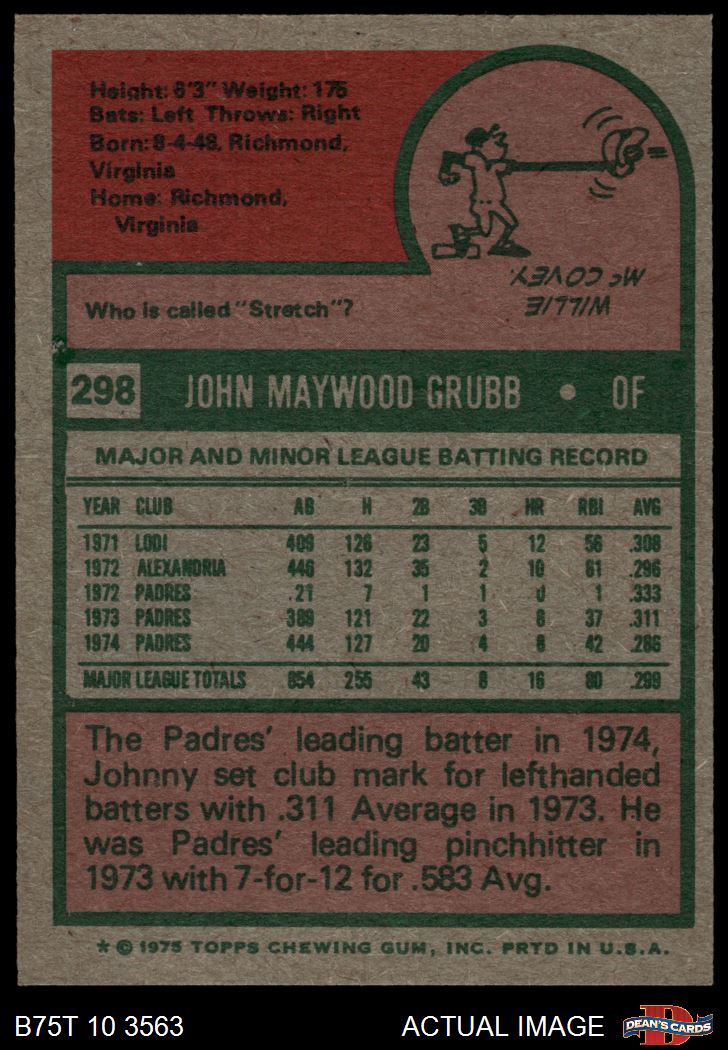 Height: 6'3" Weight: 175
Bats: Left Throws: Right
Born: 8-4-48, Richmond,
Virginia
Home: Richmond,
Virginia
Who is called "Stretch"?
WILLIE
McCOVEY.
298 JOHN MAYWOOD GRUBB • OF
MAJOR AND MINOR LEAGUE BATTING RECORD
YEAR CLUB AB H 2B 3B HR RBI AVG
1971 LODI 409 126 23 5 12 56 .308
1972 ALEXANDRIA 446 132 35 2 10 61 .296
1972 PADRES 21 7 1 1 0 1 .333
1973 PADRES 389 121 22 3 8 37 .311
1974 PADRES 444 127 20 4 8 42 .286
MAJOR LEAGUE TOTALS 854 255 43 8 16 80 .299
The Padres' leading batter in 1974,
Johnny set club mark for lefthanded
batters with .311 Average in 1973. He
was Padres' leading pinchhitter in
1973 with 7-for-12 for .583 Avg.
* © 1975 TOPPS CHEWING GUM, INC. PRTD IN U.S.A.
B75T 10 3563 ACTUAL IMAGE D DEAN'S CARDS